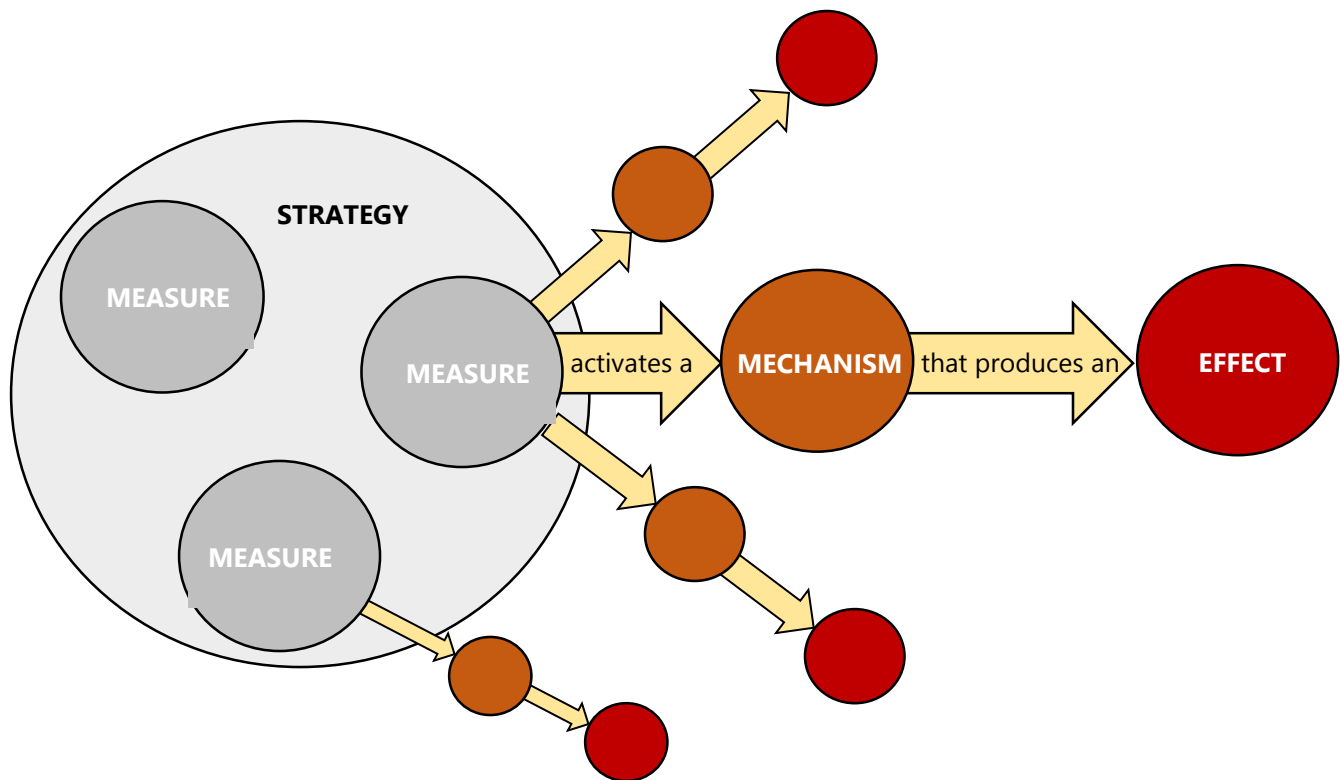 STRATEGY
MEASURE
MEASURE
activates a
MECHANISM
that produces an
EFFECT
MEASURE